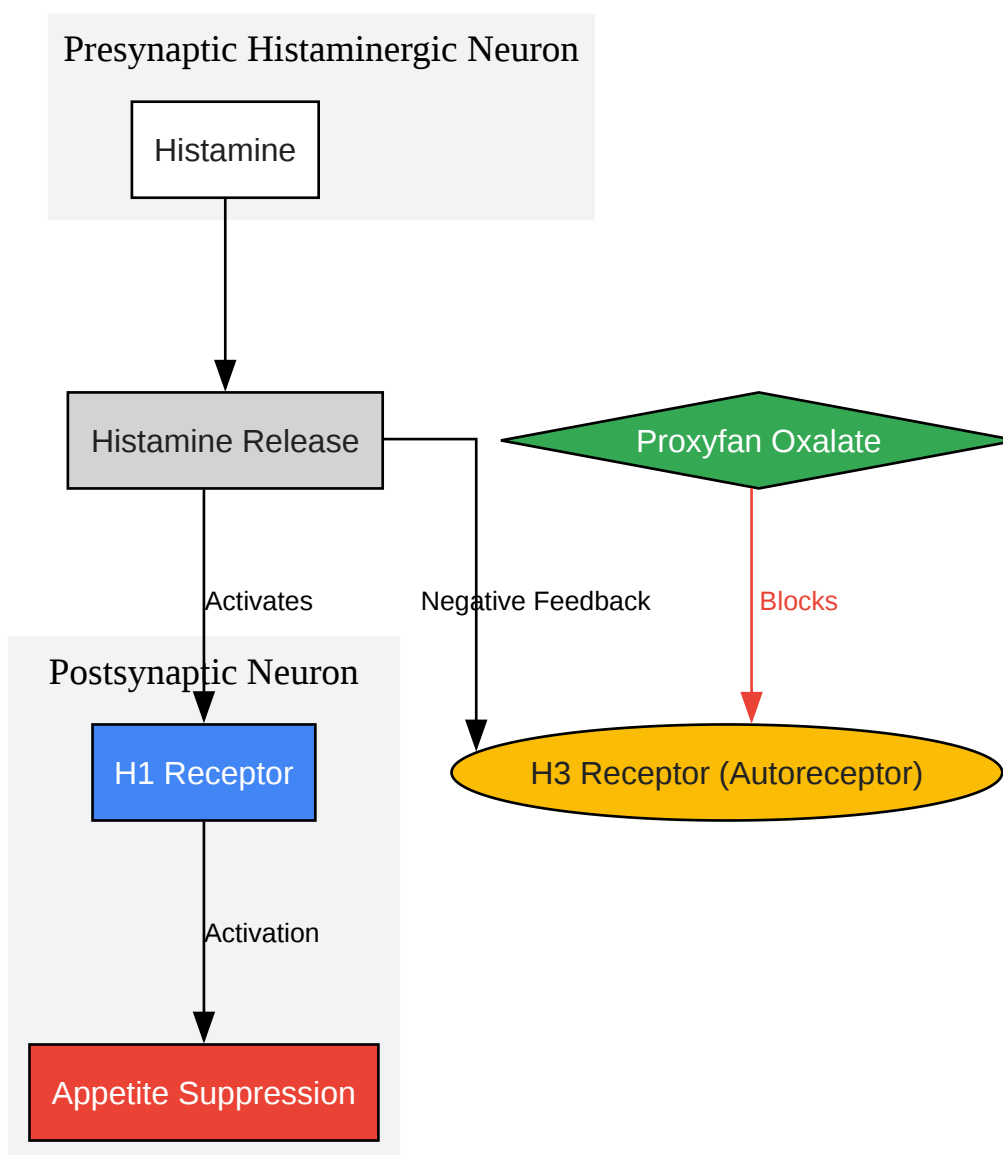 Presynaptic Histaminergic Neuron
Histamine
Histamine Release
Proxyfan Oxalate
Activates
Negative Feedback
Blocks
Postsynaptic Neuron
H1 Receptor
H3 Receptor (Autoreceptor)
Activation
Appetite Suppression